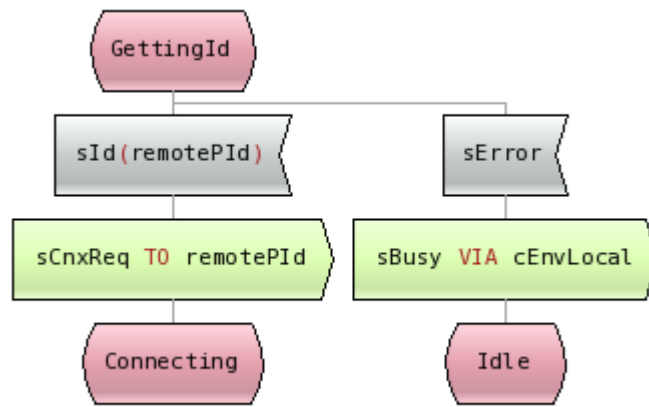 GettingId
sId(remotePId)
sError
sCnxReq TO remotePId
sBusy VIA cEnvLocal
Connecting
Idle